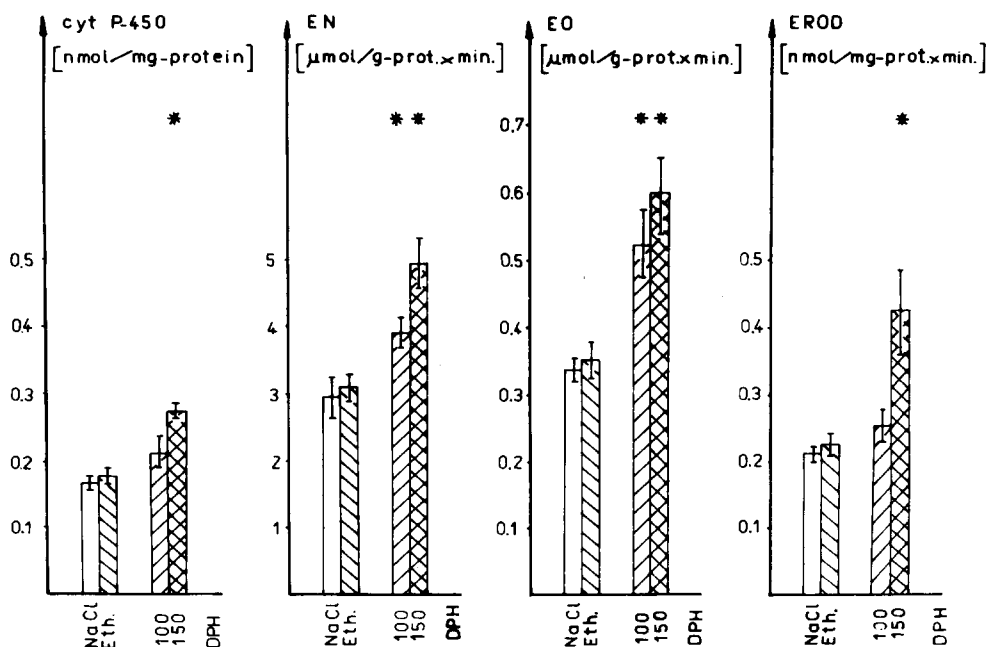 cyt P-450
[nmol/mg-protein]
*
0.5
0.4
0.3
0.2
0.1
NaCl
Eth.
100
150
DPH
EN
[µmol/g-prot.×min.]
* *
5
4
3
2
1
NaCl
Eth.
100
150
DPH
EO
[µmol/g-prot.×min.]
* *
0.7
0.6
0.5
0.4
0.3
0.2
0.1
NaCl
Eth.
100
150
DPH
EROD
[nmol/mg-prot.×min.]
*
0.5
0.4
0.3
0.2
0.1
NaCl
Eth.
100
150
DPH